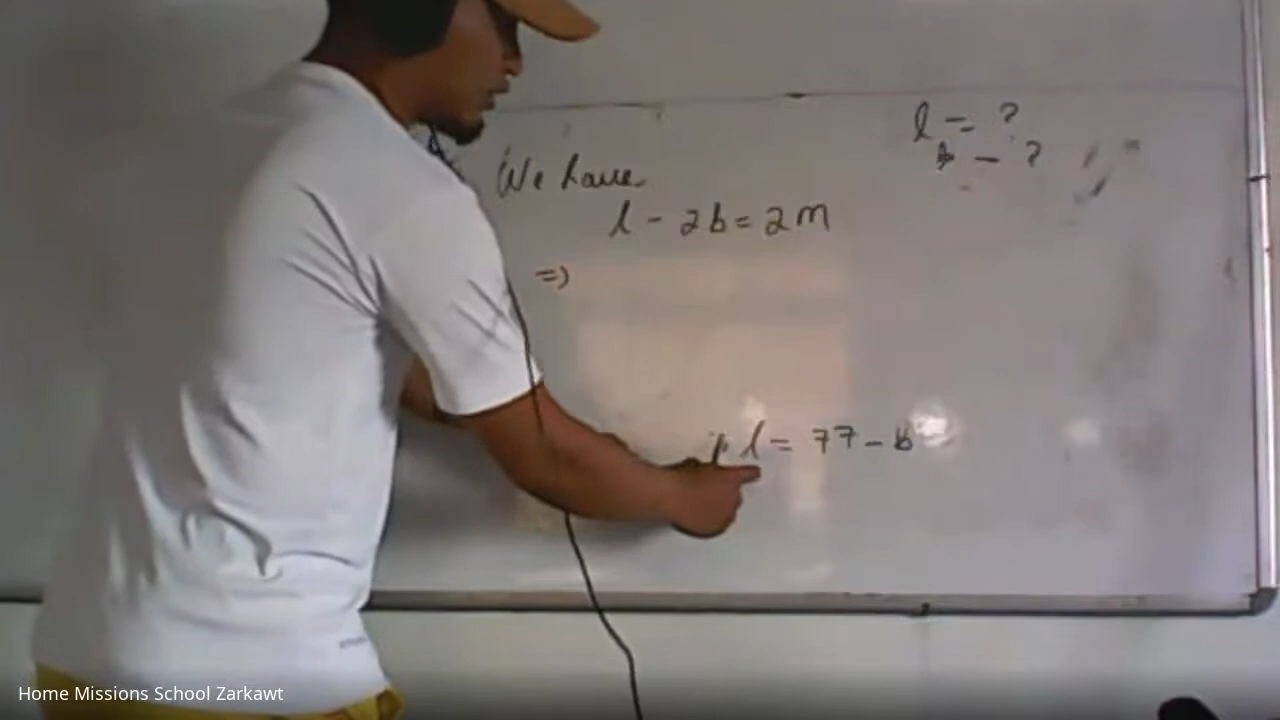 l = ?
b = ?
We have
l - 2b = 2m
=>
l = 77 - b
Home Missions School Zarkawt